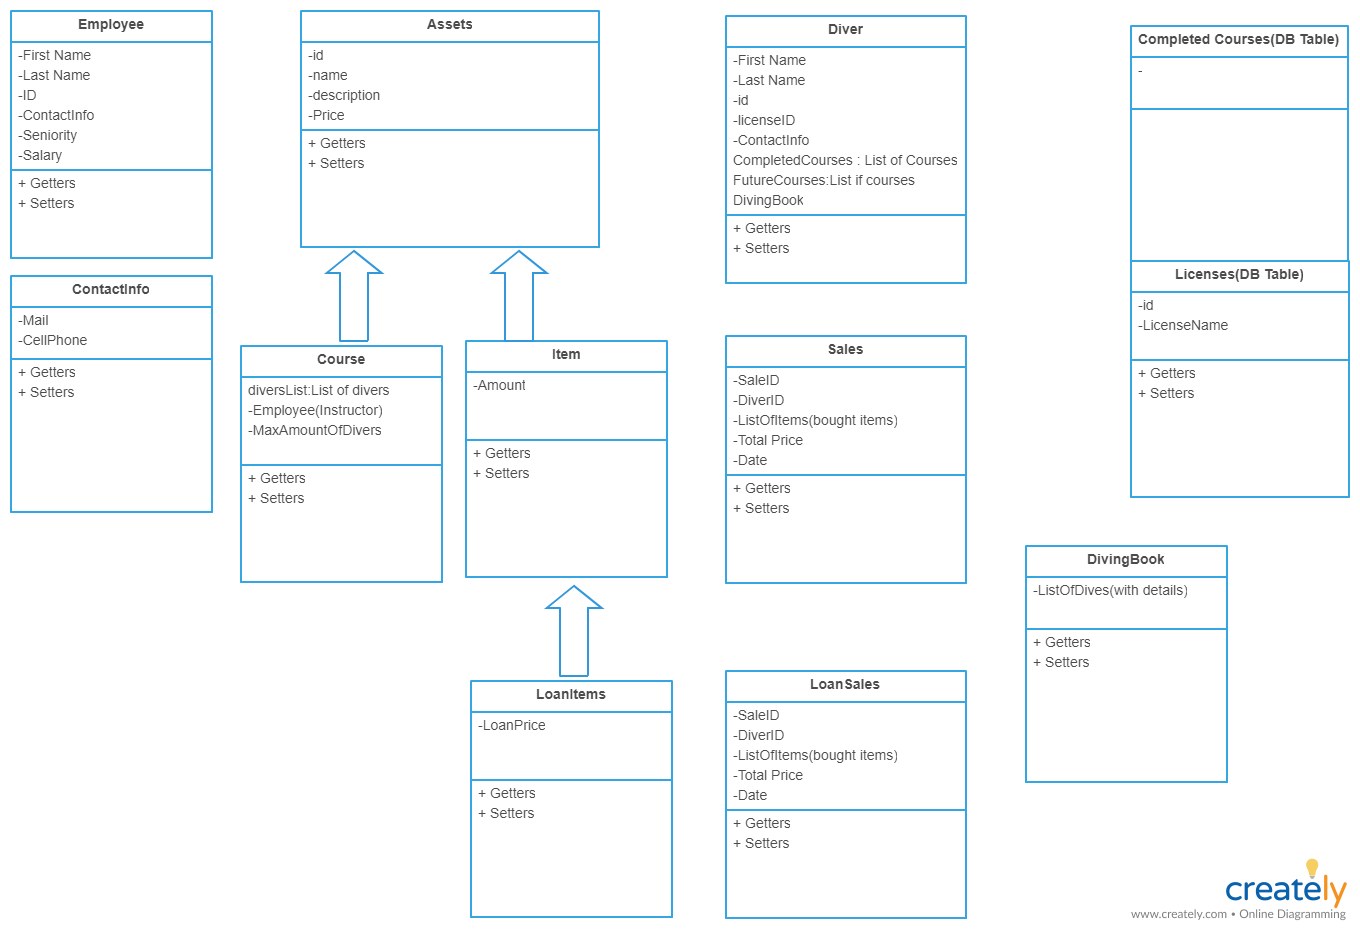 Employee
-First Name
-Last Name
-ID
-ContactInfo
-Seniority
-Salary
+ Getters
+ Setters
ContactInfo
-Mail
-CellPhone
+ Getters
+ Setters
Assets
-id
-name
-description
-Price
+ Getters
+ Setters
Course
diversList:List of divers
-Employee(Instructor)
-MaxAmountOfDivers
+ Getters
+ Setters
Item
-Amount
+ Getters
+ Setters
LoanItems
-LoanPrice
+ Getters
+ Setters
Diver
-First Name
-Last Name
-id
-licenseID
-ContactInfo
CompletedCourses : List of Courses
FutureCourses:List if courses
DivingBook
+ Getters
+ Setters
Sales
-SaleID
-DiverID
-ListOfItems(bought items)
-Total Price
-Date
+ Getters
+ Setters
LoanSales
-SaleID
-DiverID
-ListOfItems(bought items)
-Total Price
-Date
+ Getters
+ Setters
Completed Courses(DB Table)
-
Licenses(DB Table)
-id
-LicenseName
+ Getters
+ Setters
DivingBook
-ListOfDives(with details)
+ Getters
+ Setters
creately
www.creately.com • Online Diagramming